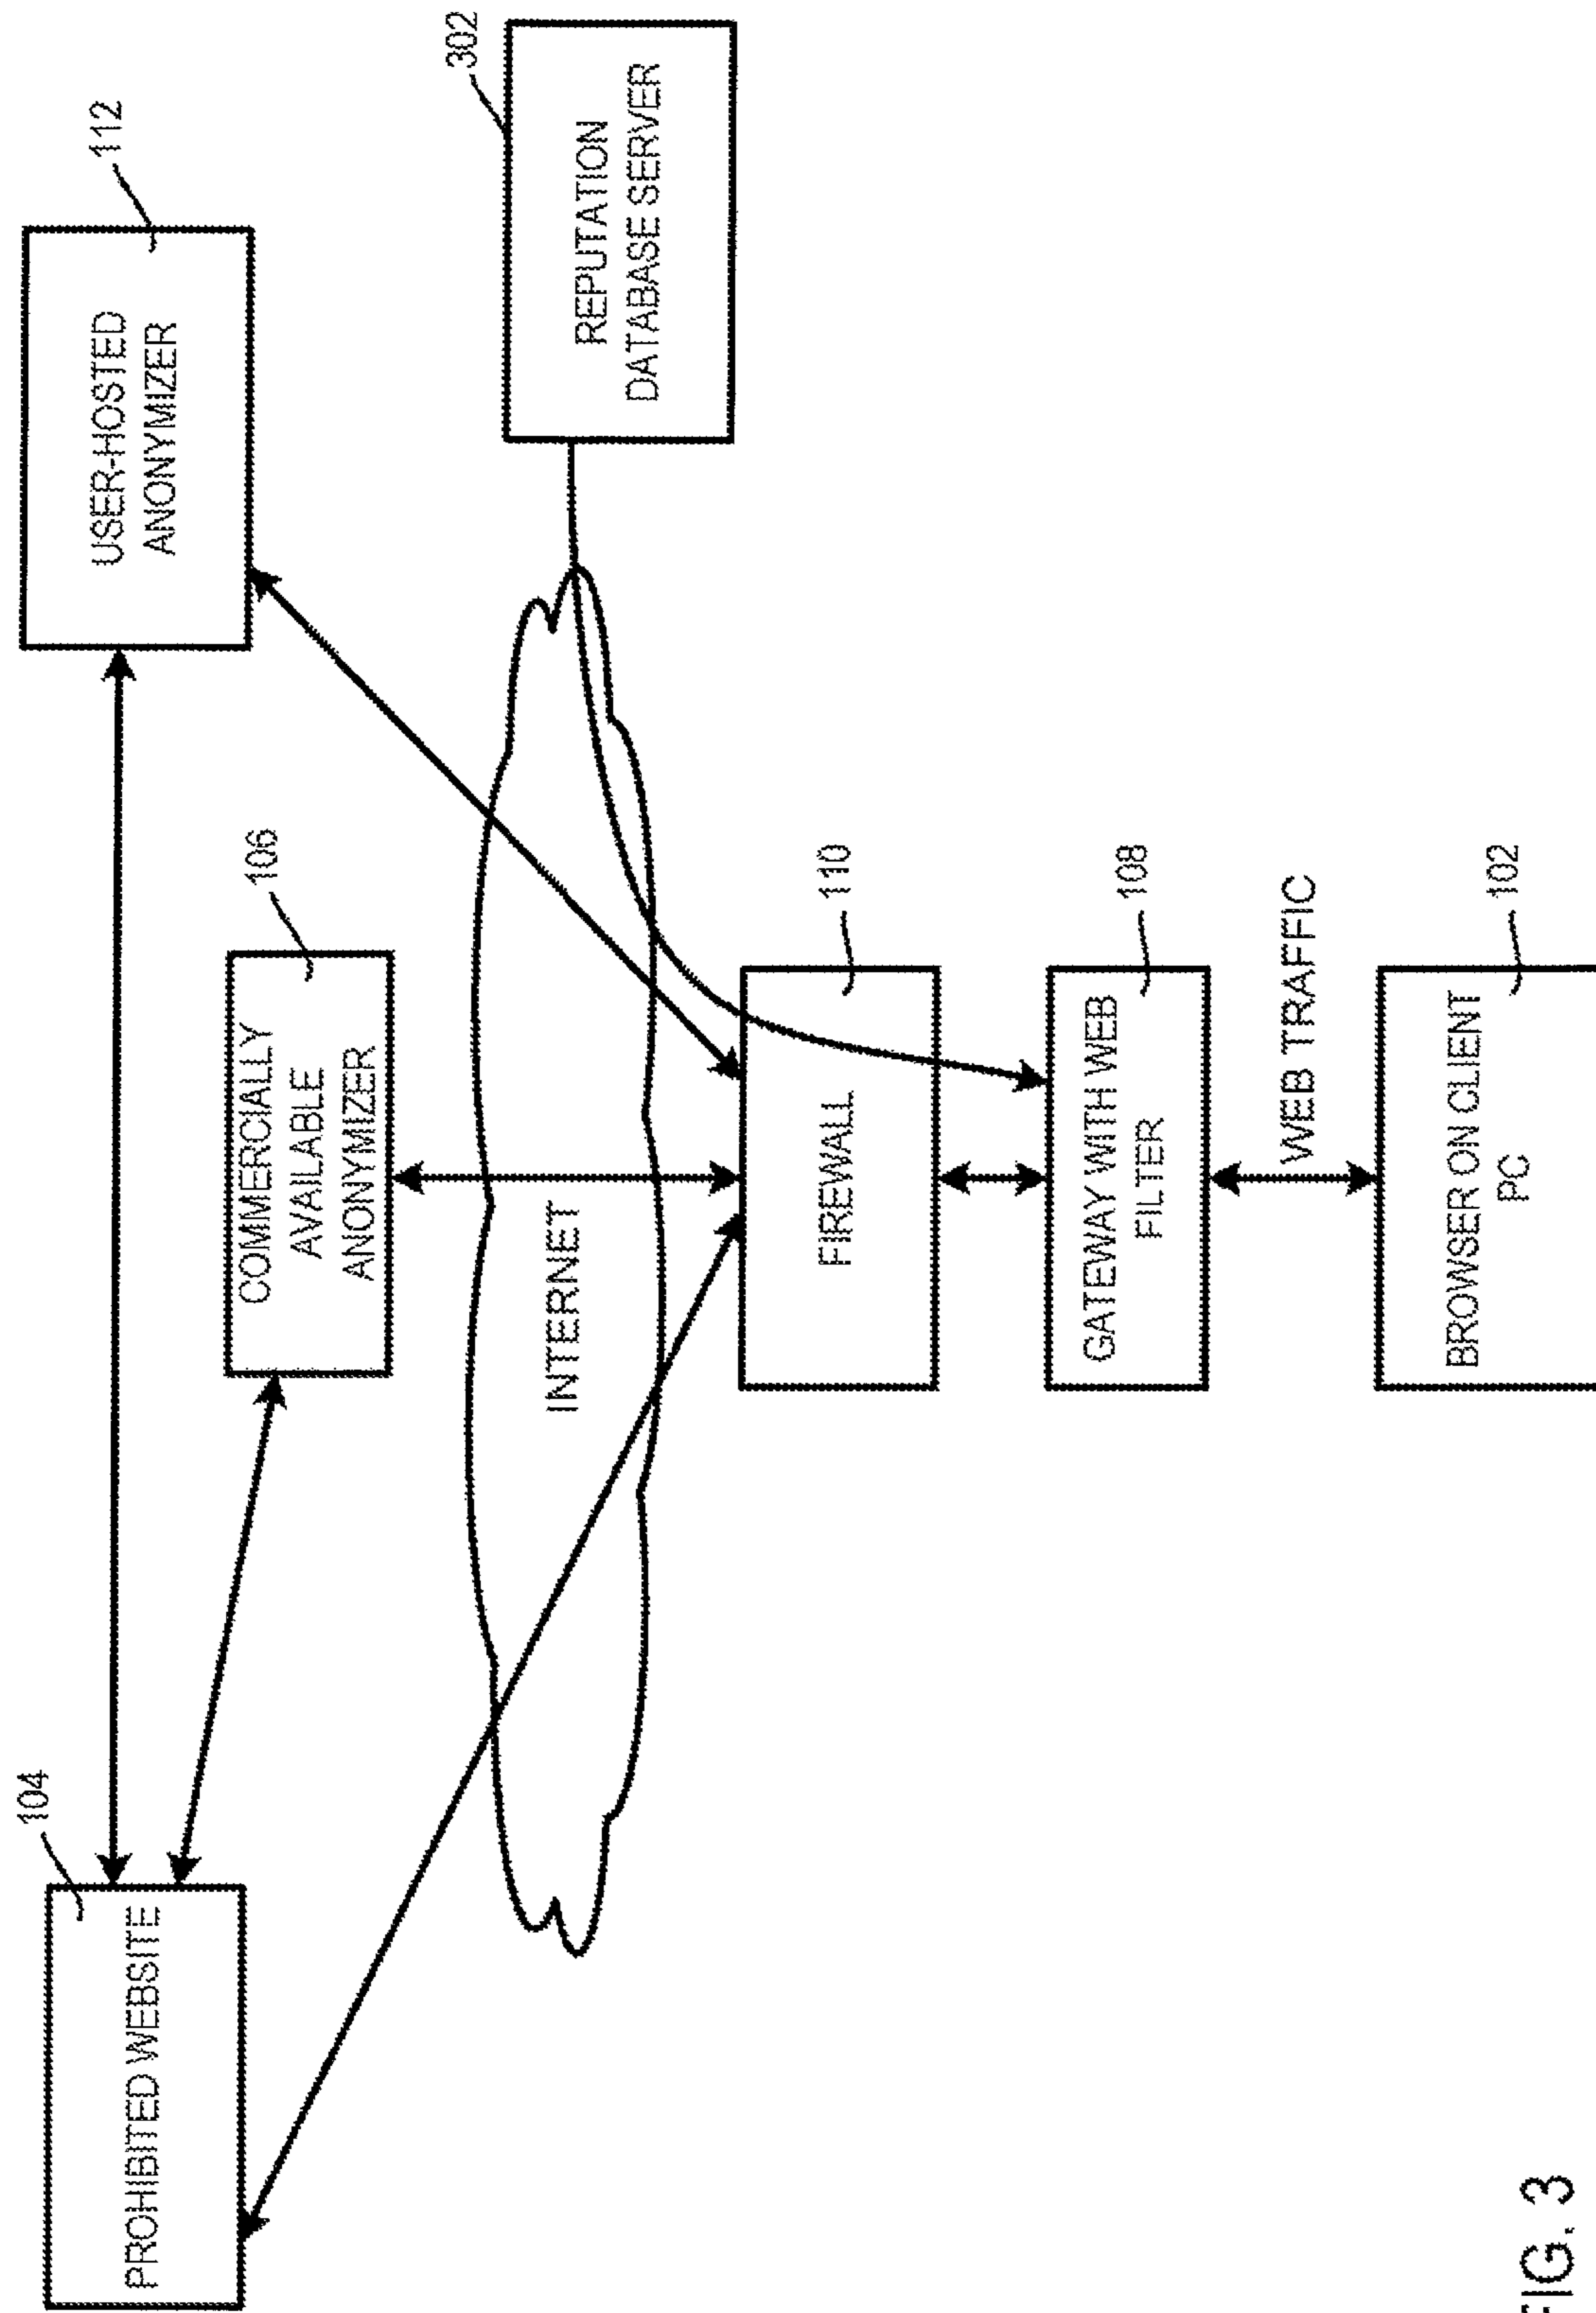 104
PROHIBITED WEBSITE
112
USER-HOSTED
ANONYMIZER
106
COMMERCIALLY
AVAILABLE
ANONYMIZER
302
REPUTATION
DATABASE SERVER
INTERNET
110
FIREWALL
108
GATEWAY WITH WEB
FILTER
WEB TRAFFIC
102
BROWSER ON CLIENT
PC
FIG. 3